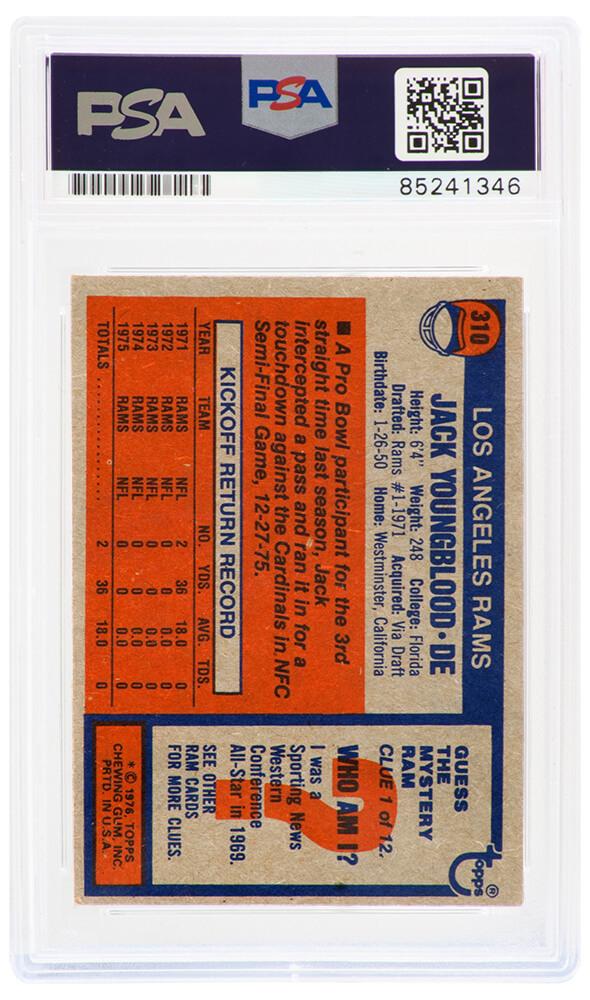 PSA
PSA
85241346
310
LOS ANGELES RAMS
JACK YOUNGBLOOD • DE
Height: 6'4" Weight: 248 College: Florida
Drafted: Rams #1-1971 Acquired: Via Draft
Birthdate: 1-26-50 Home: Westminster, California
■ A Pro Bowl participant for the 3rd
straight time last season, Jack
intercepted a pass and ran it in for a
touchdown against the Cardinals in NFC
Semi-Final Game, 12-27-75.
KICKOFF RETURN RECORD
YEAR TEAM NO. YDS. AVG. TDS.
1971 RAMS NFL 2 36 18.0 0
1972 RAMS NFL 0 0 0.0 0
1973 RAMS NFL 0 0 0.0 0
1974 RAMS NFL 0 0 0.0 0
1975 RAMS NFL 0 0 0.0 0
TOTALS .................... 2 36 18.0 0
Topps®
GUESS
THE
MYSTERY
RAM
CLUE 1 of 12.
?
WHO AM I?
I was a
Sporting News
Western
Conference
All-Star in 1969.
SEE OTHER
RAM CARDS
FOR MORE CLUES.
* © 1976, TOPPS
CHEWING GUM, INC.
PRTD. IN U.S.A.